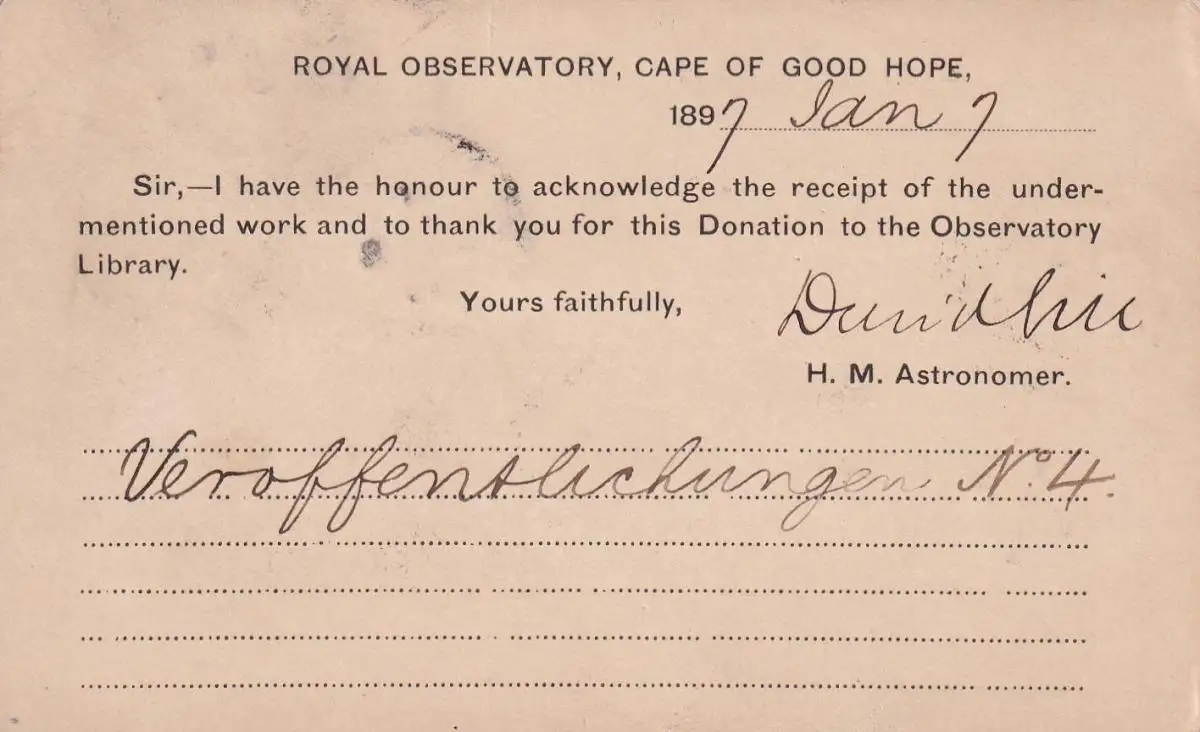 ROYAL OBSERVATORY, CAPE OF GOOD HOPE,
1897 Jan 7
Sir,—I have the honour to acknowledge the receipt of the under-
mentioned work and to thank you for this Donation to the Observatory
Library.
Yours faithfully,
David Gill
H. M. Astronomer.
Veroffentlichungen No. 4.